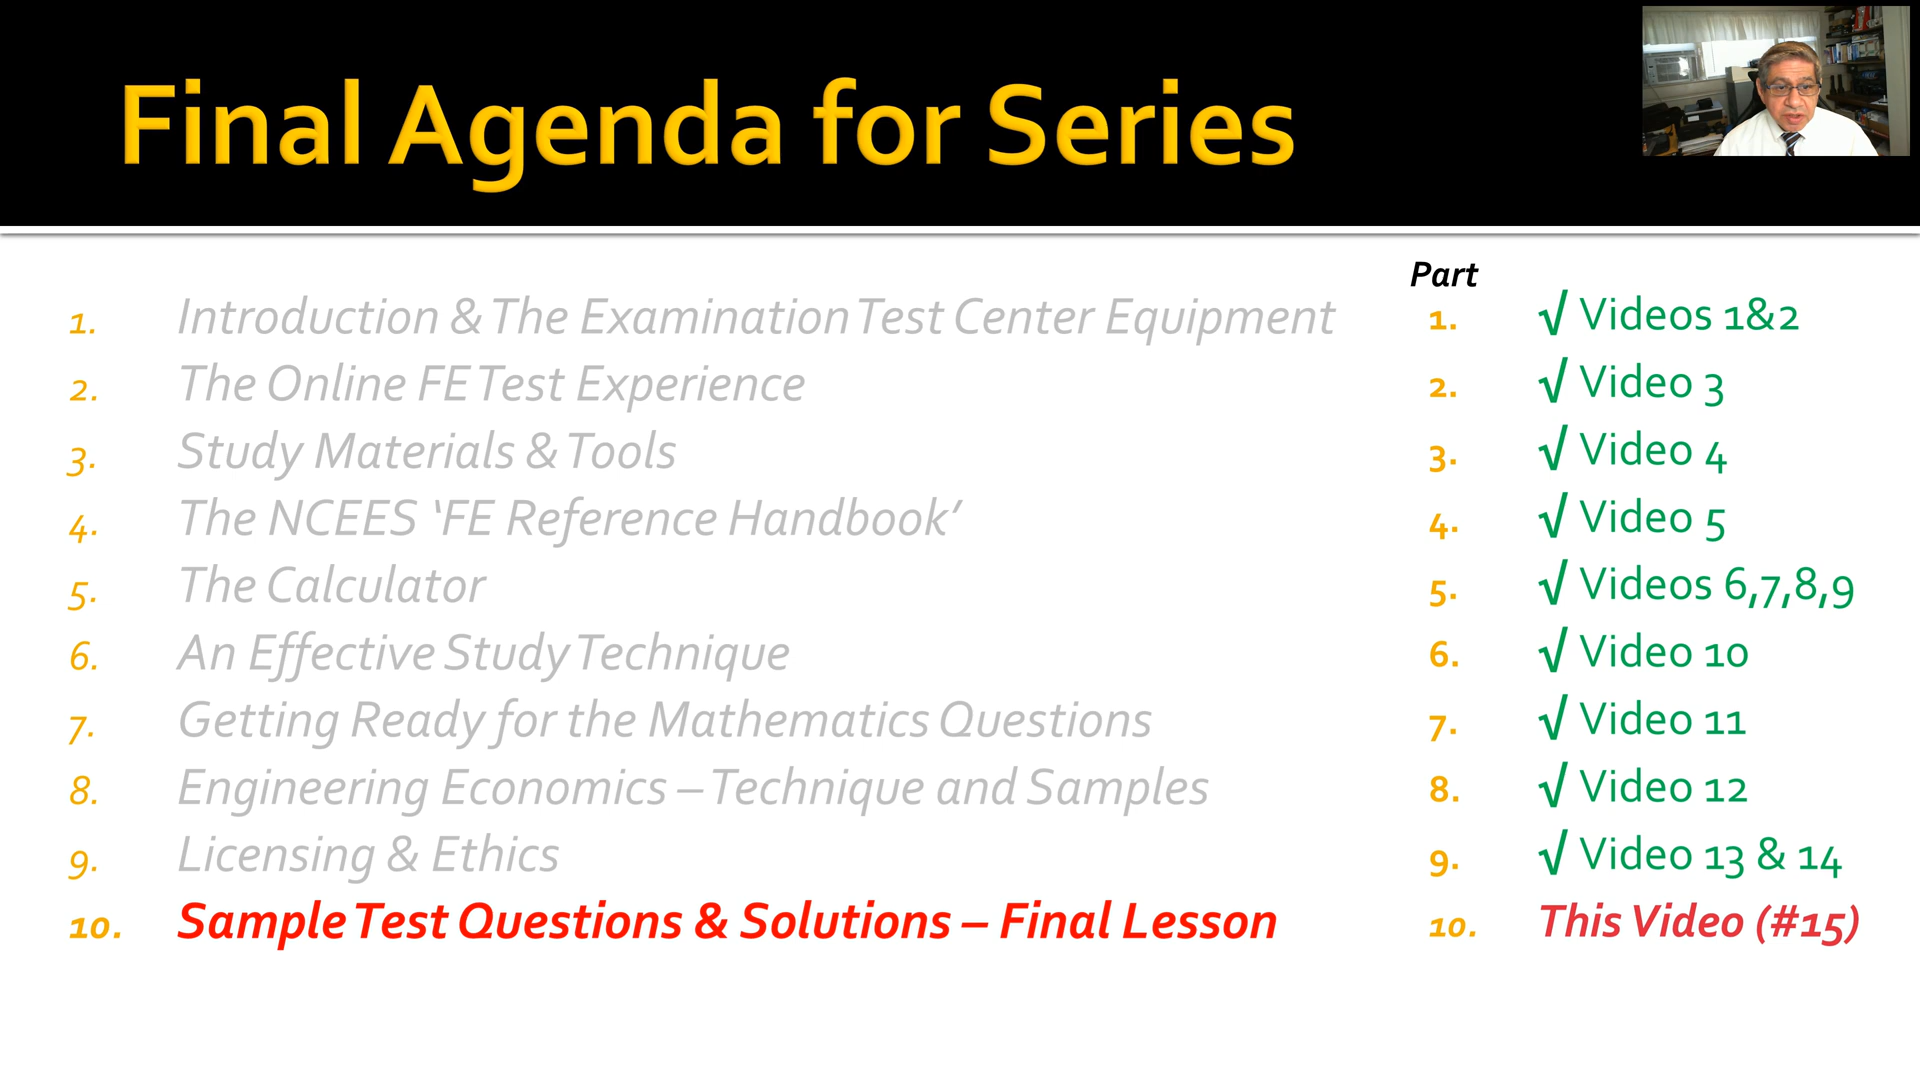 Final Agenda for Series
Part
1. Introduction & The Examination Test Center Equipment 1. √ Videos 1&2
2. The Online FE Test Experience 2. √ Video 3
3. Study Materials & Tools 3. √ Video 4
4. The NCEES ‘FE Reference Handbook’ 4. √ Video 5
5. The Calculator 5. √ Videos 6,7,8,9
6. An Effective Study Technique 6. √ Video 10
7. Getting Ready for the Mathematics Questions 7. √ Video 11
8. Engineering Economics – Technique and Samples 8. √ Video 12
9. Licensing & Ethics 9. √ Video 13 & 14
10. Sample Test Questions & Solutions – Final Lesson 10. This Video (#15)